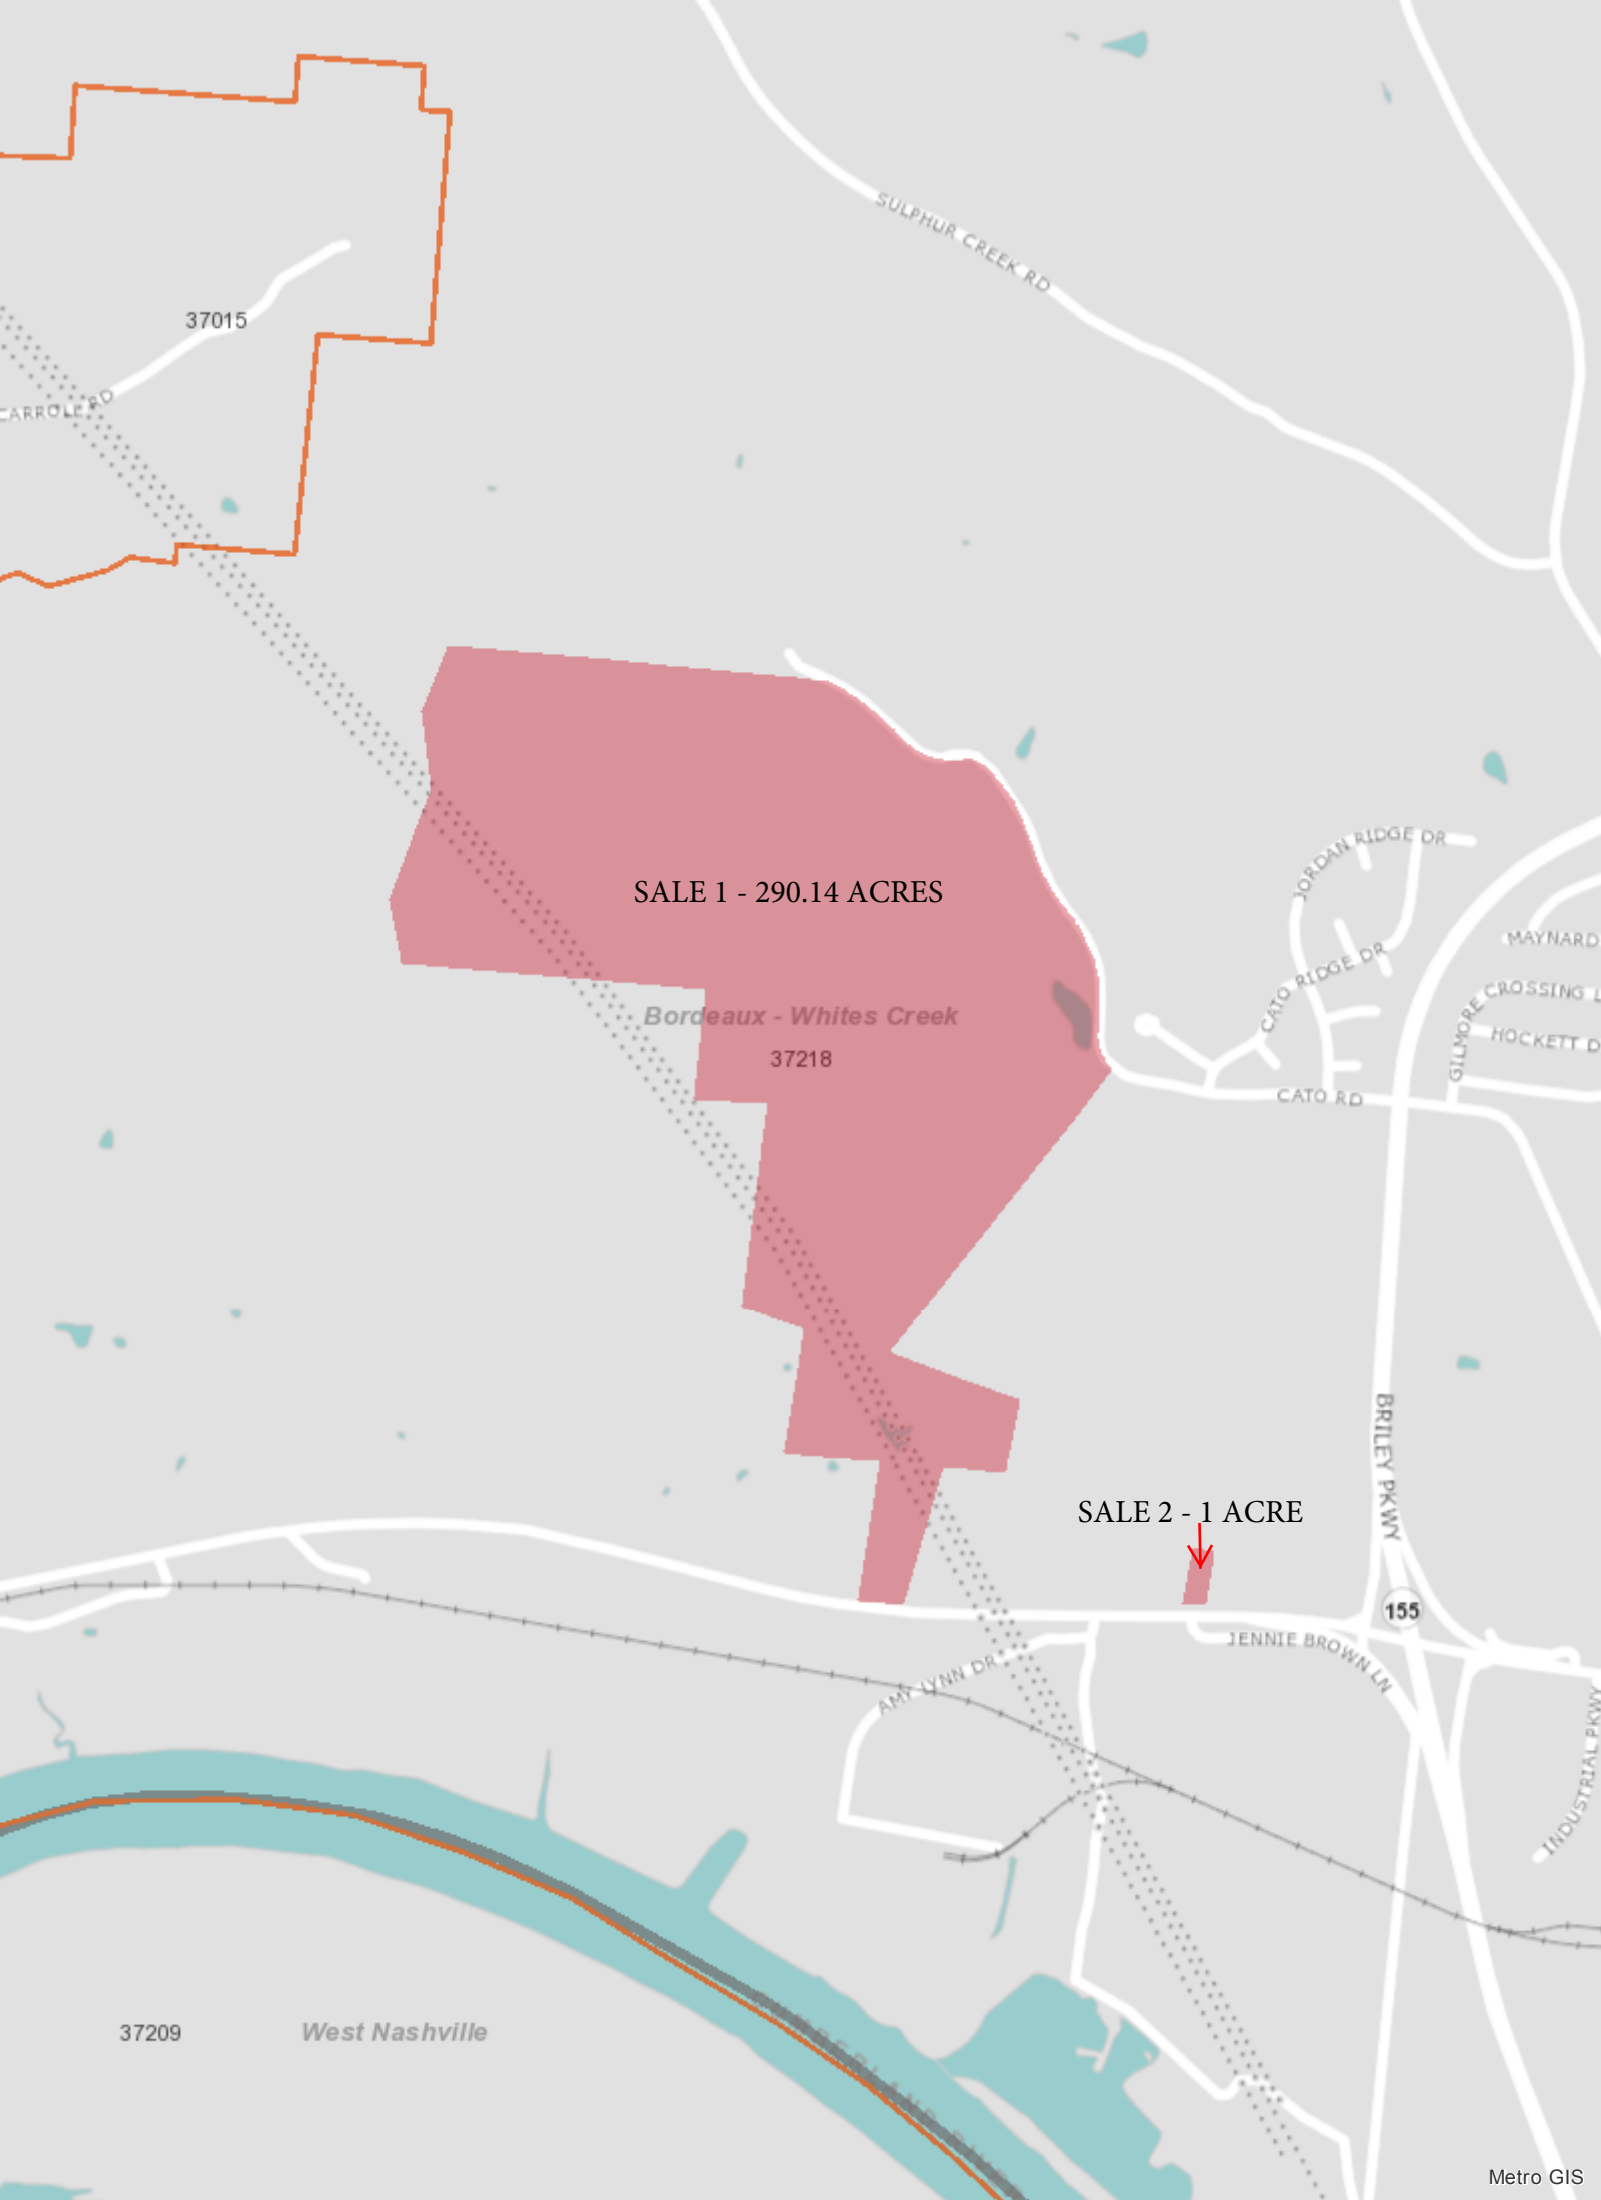 SULPHUR CREEK RD
37015
CARROLL RD
JORDAN RIDGE DR
SALE 1 - 290.14 ACRES
MAYNARD
CATO RIDGE DR
CROSSING L
Bordeaux - Whites Creek
GILMORE
HOCKETT D
37218
CATO RD
BRILEY PKWY
SALE 2 - 1 ACRE
155
JENNIE BROWN LN
AMY LYNN DR
INDUSTRIAL PKWY
37209
West Nashville
Metro GIS